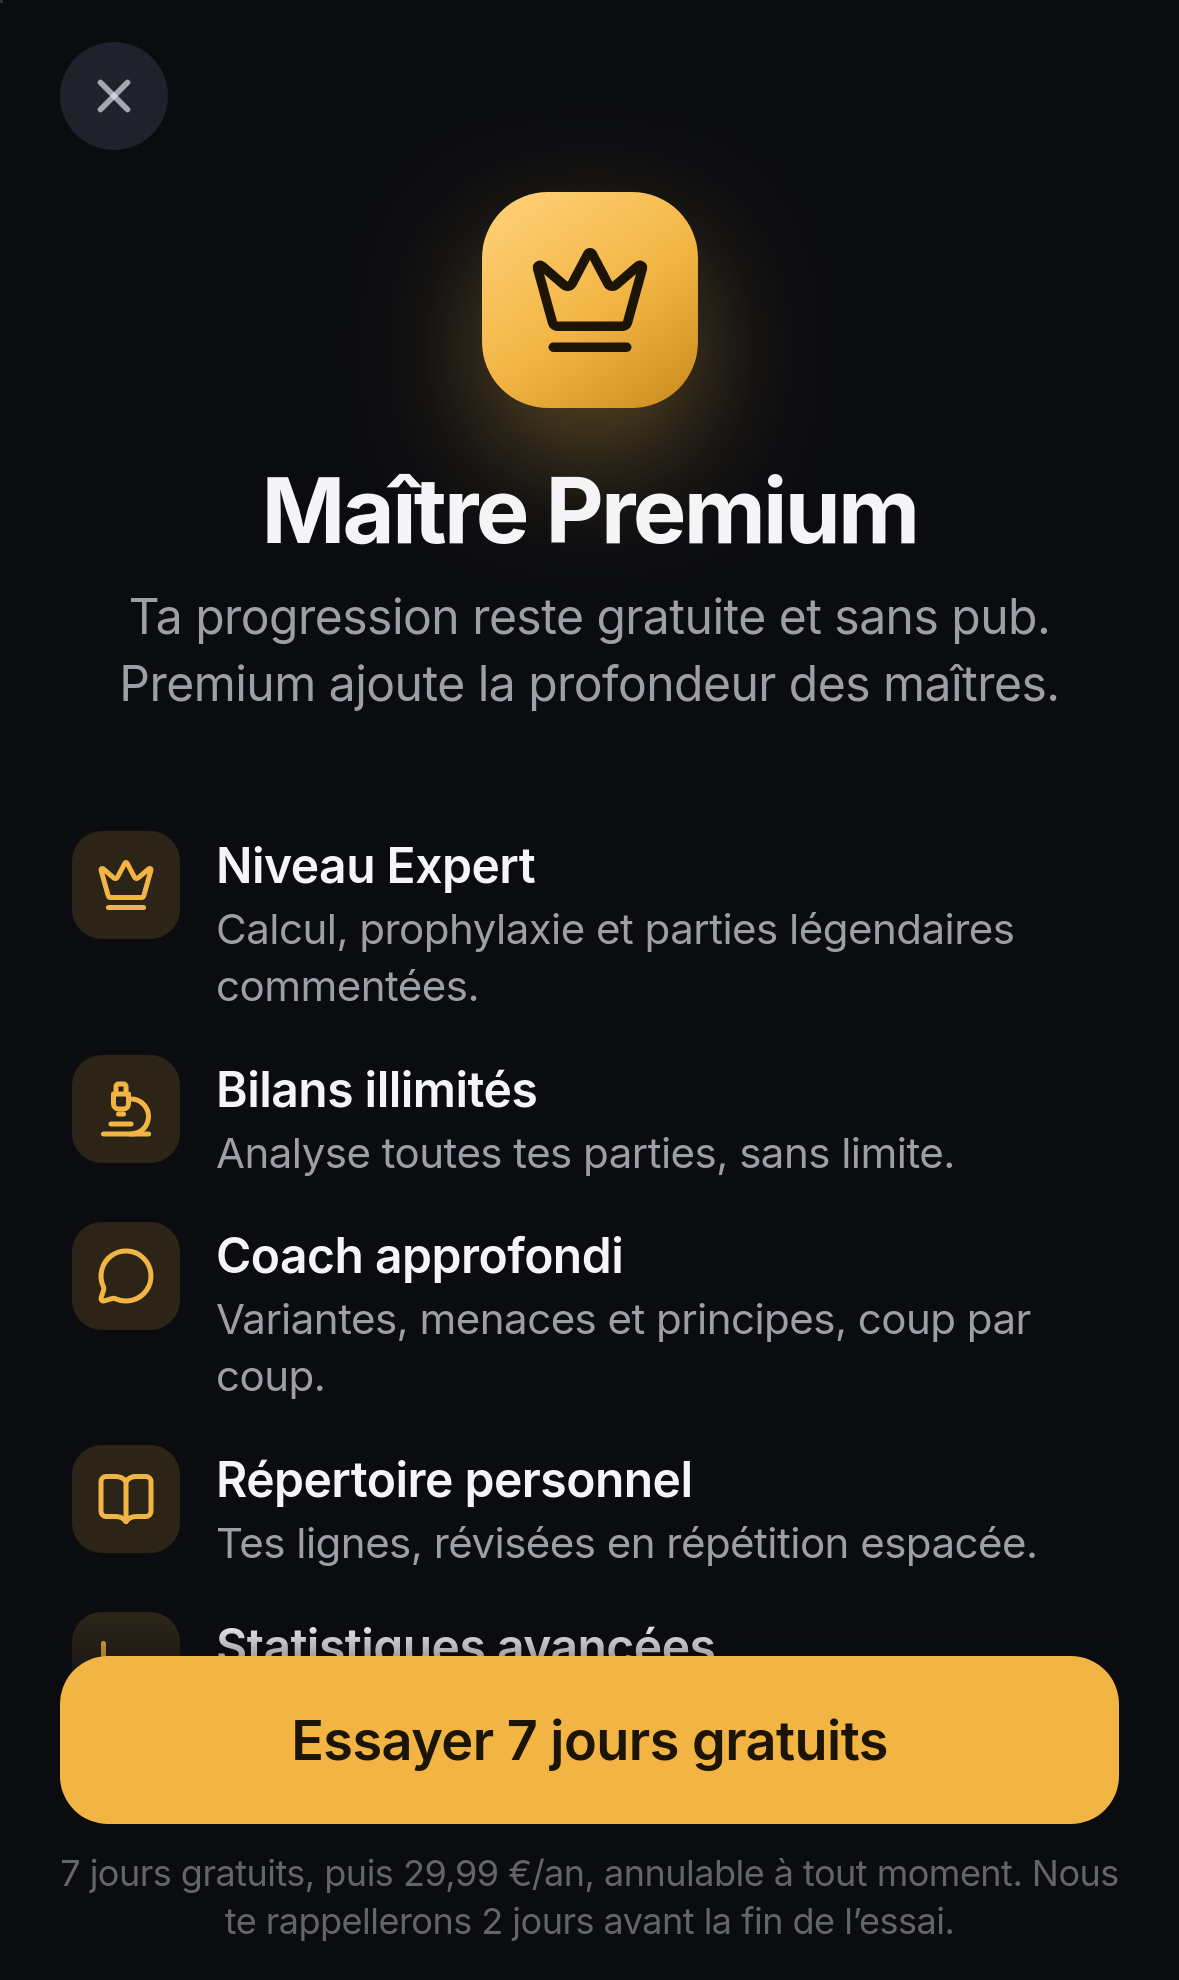 Maître Premium
Ta progression reste gratuite et sans pub.
Premium ajoute la profondeur des maîtres.
Niveau Expert
Calcul, prophylaxie et parties légendaires
commentées.
Bilans illimités
Analyse toutes tes parties, sans limite.
Coach approfondi
Variantes, menaces et principes, coup par
coup.
Répertoire personnel
Tes lignes, révisées en répétition espacée.
Statistiques avancées
Essayer 7 jours gratuits
7 jours gratuits, puis 29,99 €/an, annulable à tout moment. Nous
te rappellerons 2 jours avant la fin de l’essai.